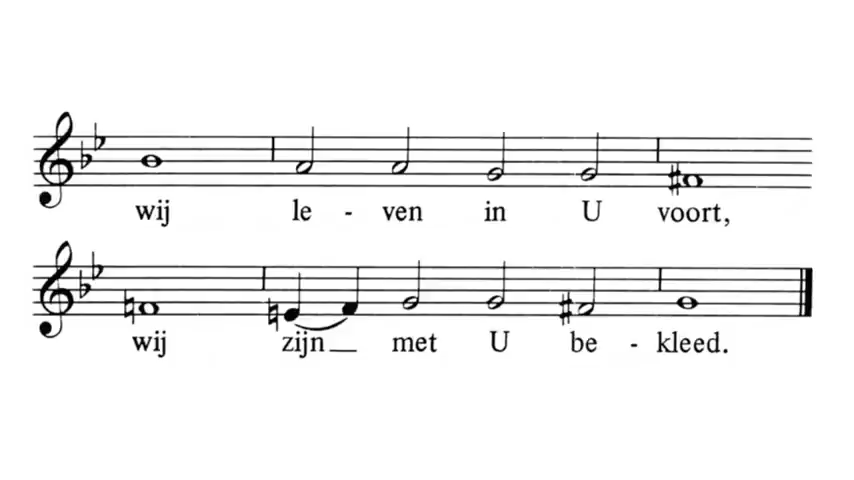 wij le - ven in U voort,
wij zijn met U be - kleed.